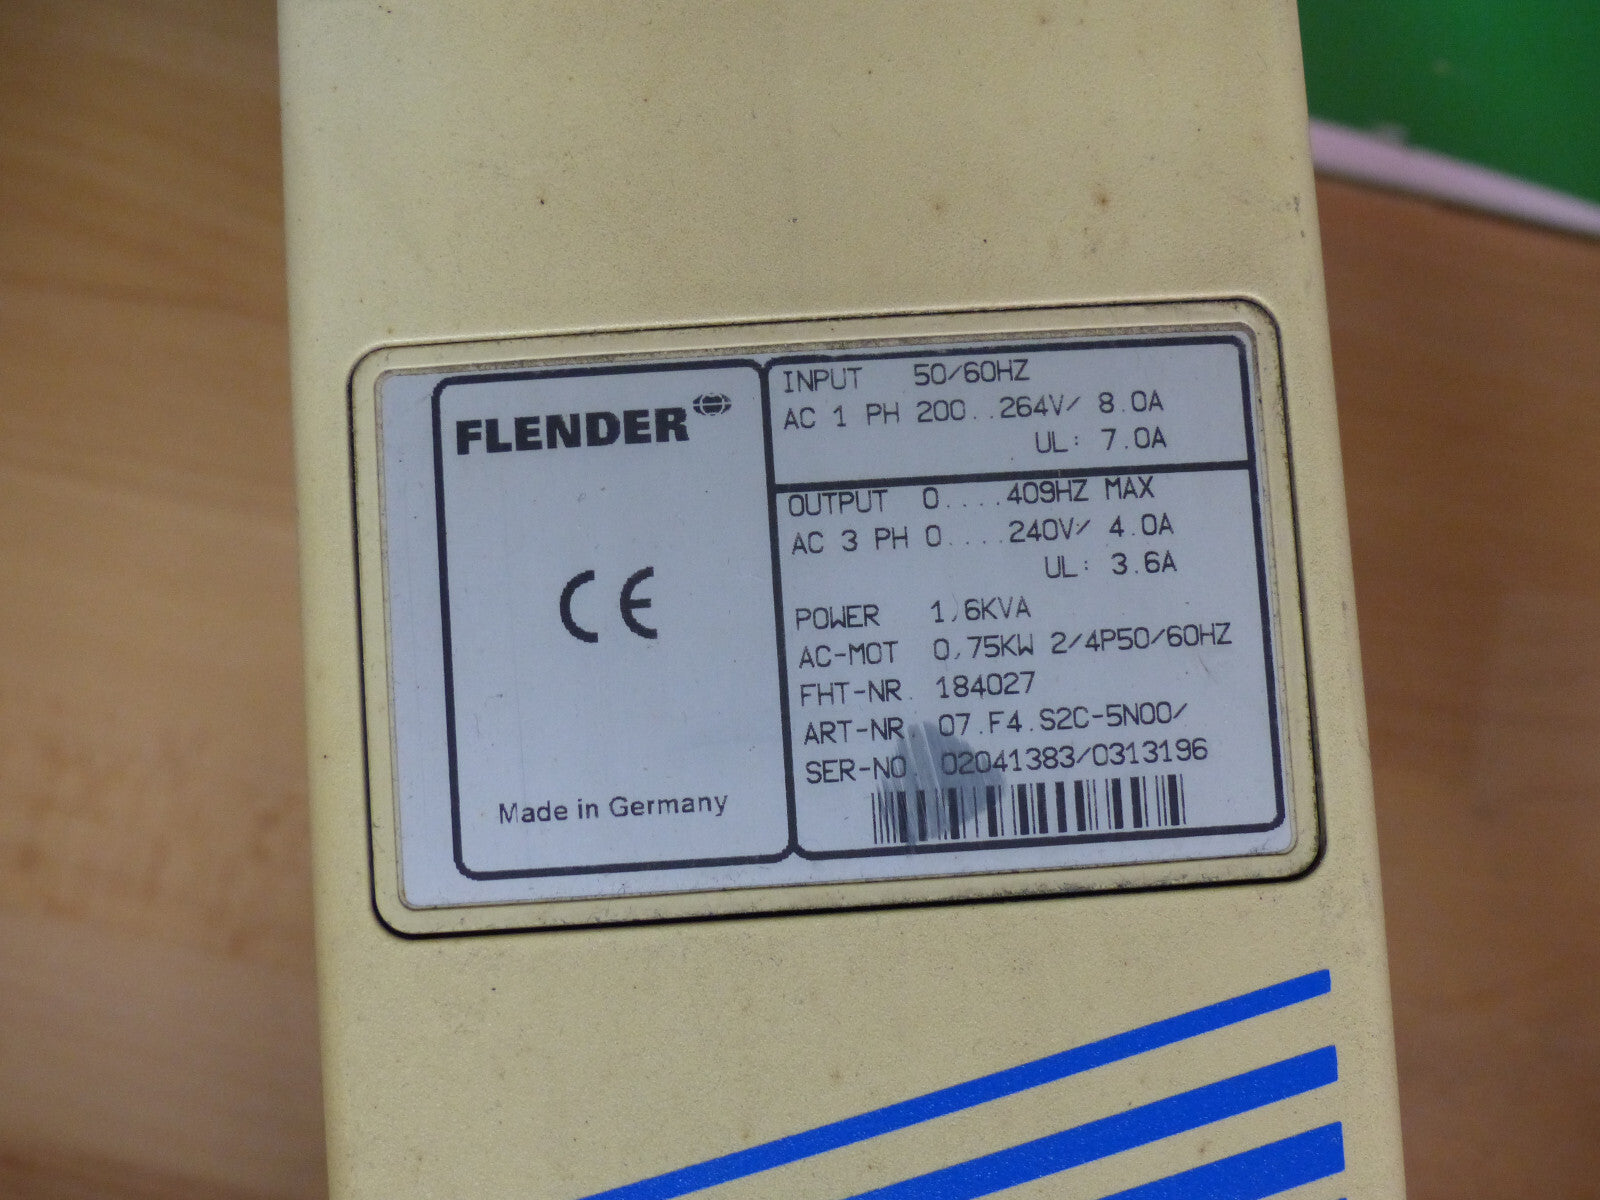 FLENDER
CE
Made in Germany
INPUT 50/60HZ
AC 1 PH 200..264V/ 8.0A
UL: 7.0A
OUTPUT 0....409HZ MAX
AC 3 PH 0....240V/ 4.0A
UL: 3.6A
POWER 1,6KVA
AC-MOT 0,75KW 2/4P50/60HZ
FHT-NR. 184027
ART-NR. 07.F4.S2C-5N00/
SER-NO. 02041383/0313196